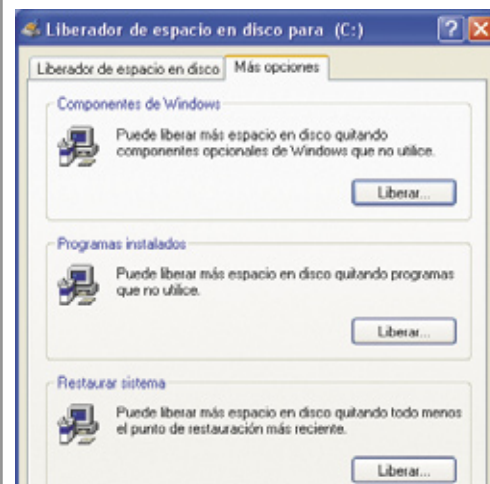 Liberador de espacio en disco para (C:)
Liberador de espacio en disco Más opciones
Componentes de Windows
Puede liberar más espacio en disco quitando
componentes opcionales de Windows que no utilice.
Liberar...
Programas instalados
Puede liberar más espacio en disco quitando programas
que no utilice.
Liberar...
Restaurar sistema
Puede liberar más espacio en disco quitando todo menos
el punto de restauración más reciente.
Liberar...